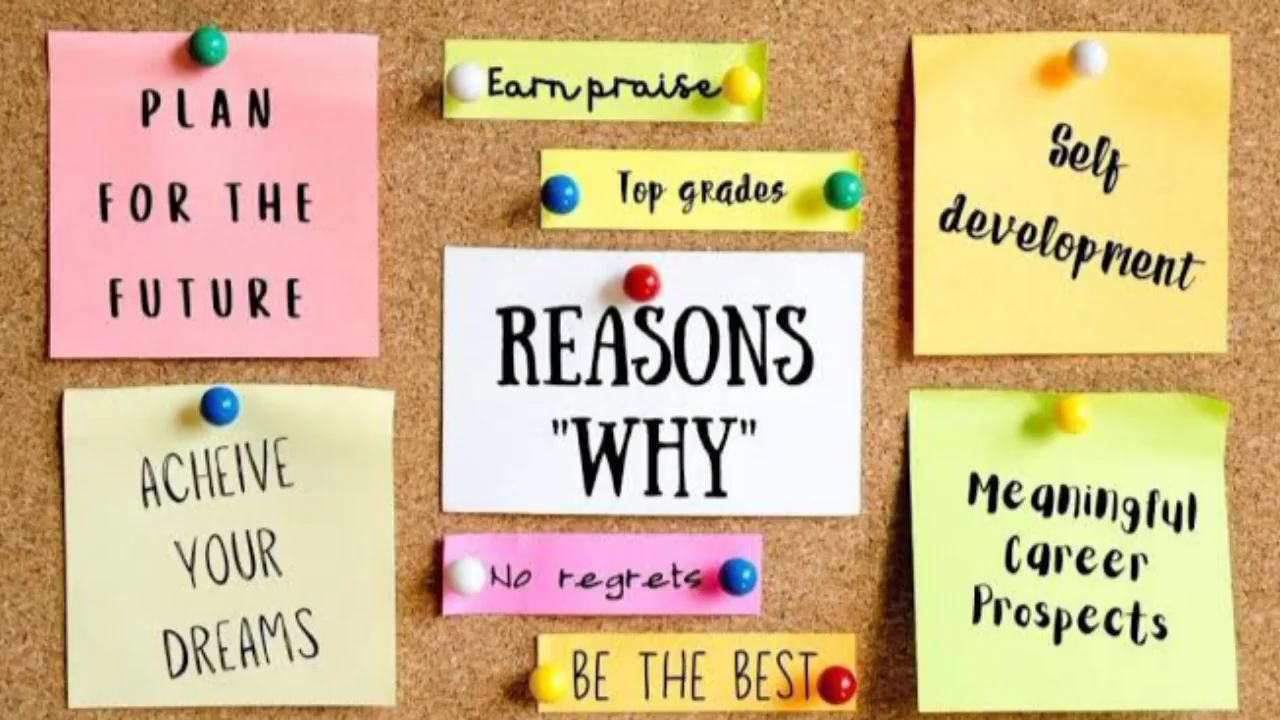 PLAN
FOR THE
FUTURE
Earn praise
Top grades
Self
development
REASONS
"WHY"
ACHEIVE
YOUR
DREAMS
No regrets
BE THE BEST
Meaningful
Career
Prospects